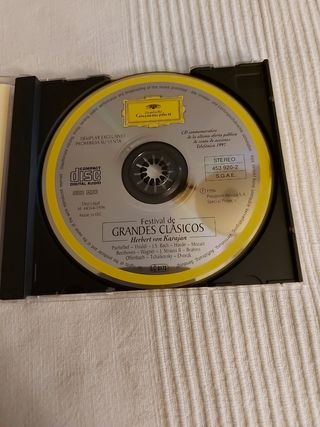 Deutsche
Grammophon
EJEMPLAR EXCLUSIVO
PROHIBIDA SU VENTA
CD conmemorativo
de la última oferta pública
de venta de acciones
Telefónica 1997
COMPACT
disc
DIGITAL AUDIO
STEREO
453 920-2
S.G.A.E.
Festival de
GRANDES CLÁSICOS
Herbert von Karajan
Pachelbel - Vivaldi - J.S. Bach - Haydn - Mozart
Beethoven - Wagner - J. Strauss II - Brahms
Offenbach - Tchaikovsky - Dvorák